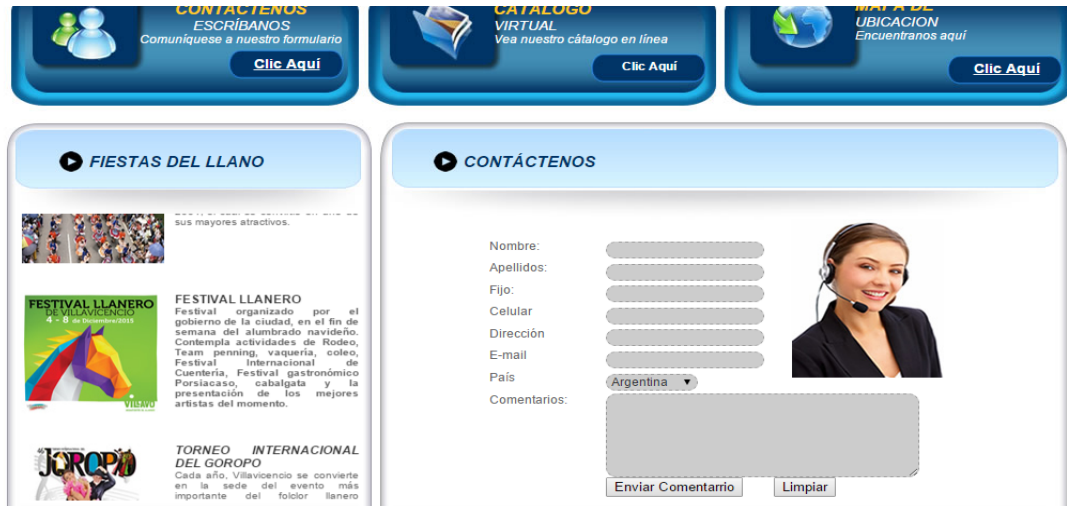 CONTÁCTENOS
ESCRÍBANOS
Comuníquese a nuestro formulario
Clic Aquí
CATÁLOGO
VIRTUAL
Vea nuestro cátalogo en línea
Clic Aquí
MAPA DE
UBICACION
Encuentranos aquí
Clic Aquí
FIESTAS DEL LLANO
sus mayores atractivos.
FESTIVAL LLANERO
DE VILLAVICENCIO
4 - 8 de Diciembre/2015
VILLAVO
FESTIVAL LLANERO
Festival organizado por el
gobierno de la ciudad, en el fin de
semana del alumbrado navideño.
Contempla actividades de Rodeo,
Team penning, vaquería, coleo,
Festival Internacional de
Cuentería, Festival gastronómico
Porsiacaso, cabalgata y la
presentación de los mejores
artistas del momento.
JOROPO
TORNEO INTERNACIONAL
DEL GOROPO
Cada año, Villavicencio se convierte
en la sede del evento más
importante del folclor llanero
CONTÁCTENOS
Nombre:
Apellidos:
Fijo:
Celular
Dirección
E-mail
País
Argentina
Comentarios:
Enviar Comentarrio
Limpiar